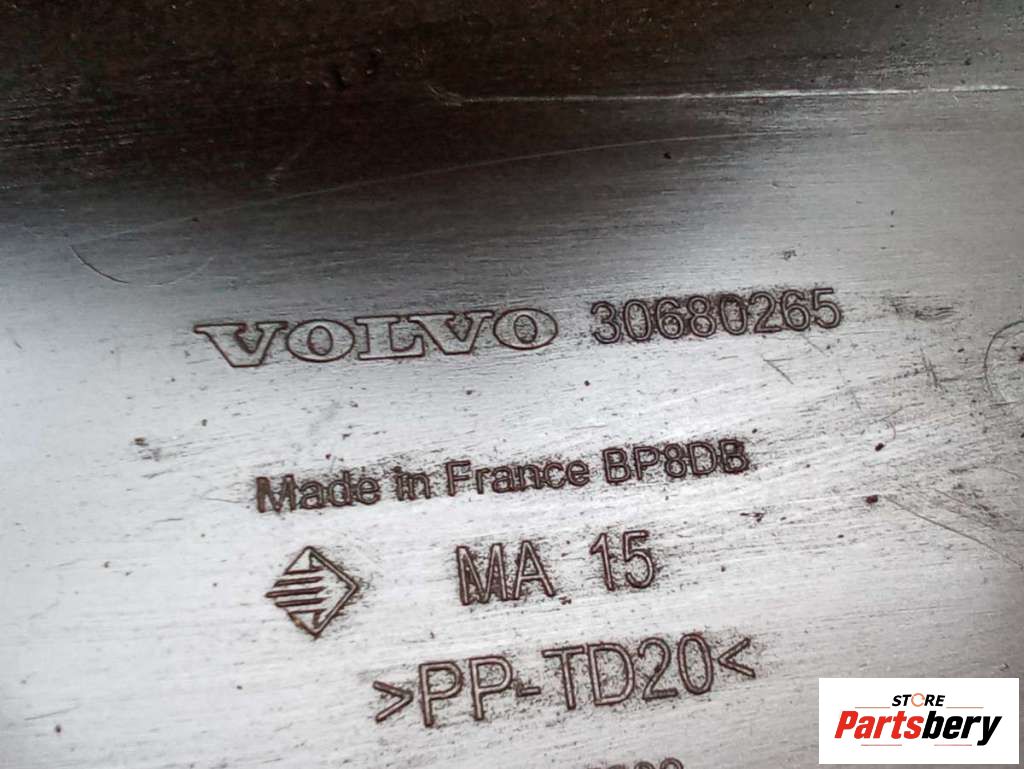 VOLVO 30680265
Made in France BP8DB
MA 15
>PP-TD20<
STORE
Partsbery